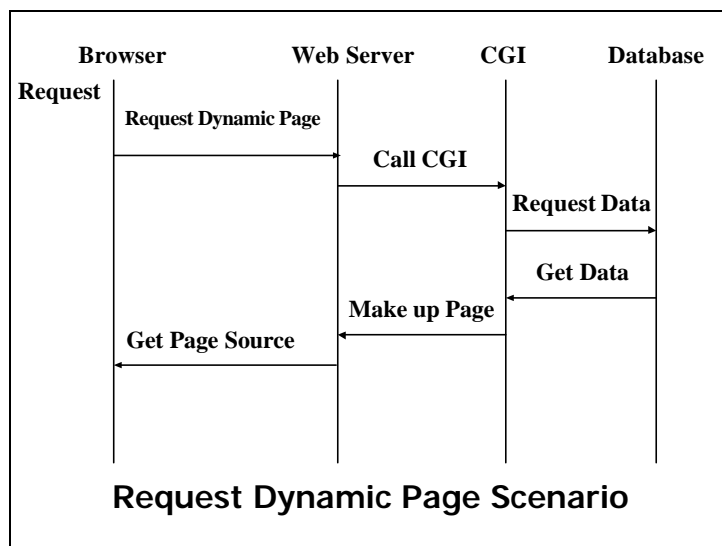 Browser Web Server CGI Database
Request
Request Dynamic Page
Call CGI
Request Data
Get Data
Make up Page
Get Page Source
Request Dynamic Page Scenario